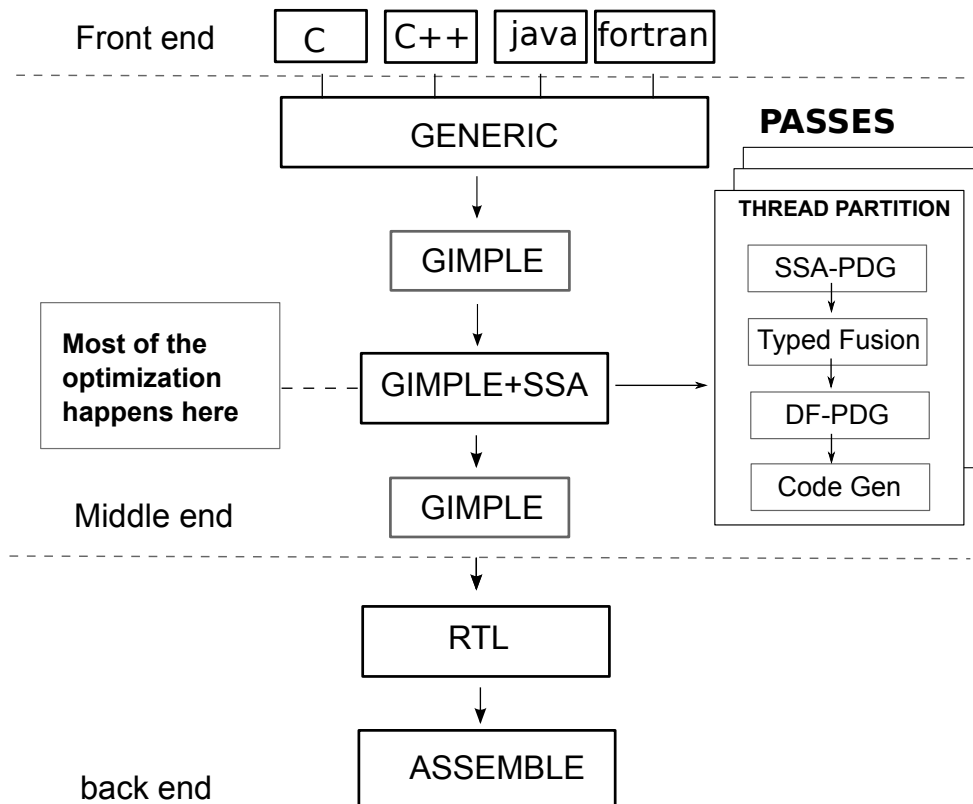 Front end
C
C++
java
fortran
GENERIC
PASSES
THREAD PARTITION
SSA-PDG
Typed Fusion
DF-PDG
Code Gen
GIMPLE
Most of the
optimization
happens here
GIMPLE+SSA
GIMPLE
Middle end
RTL
ASSEMBLE
back end